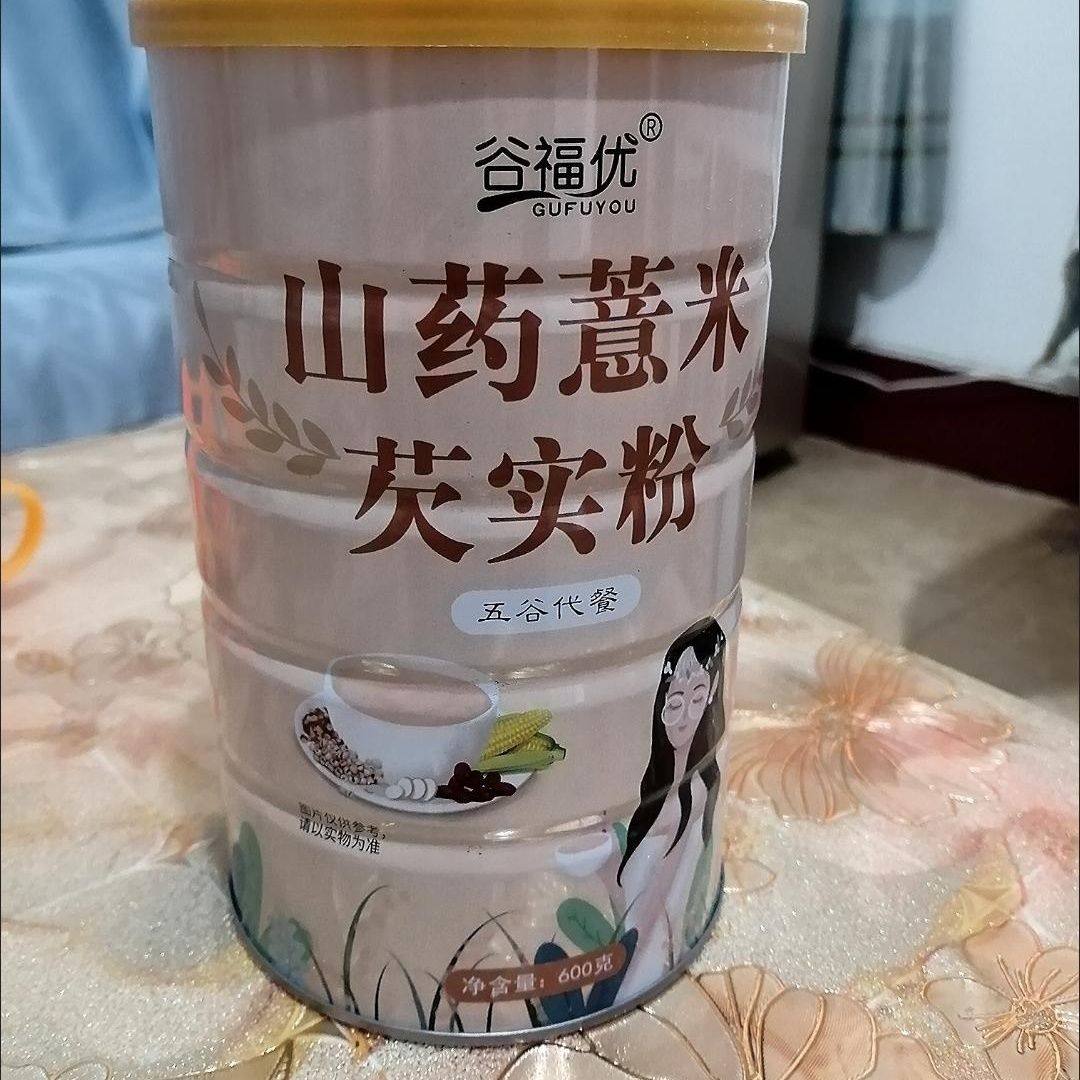 谷福优®
GUFUYOU
山药薏米
芡实粉
五谷代餐
图片仅供参考，
请以实物为准
净含量：600克